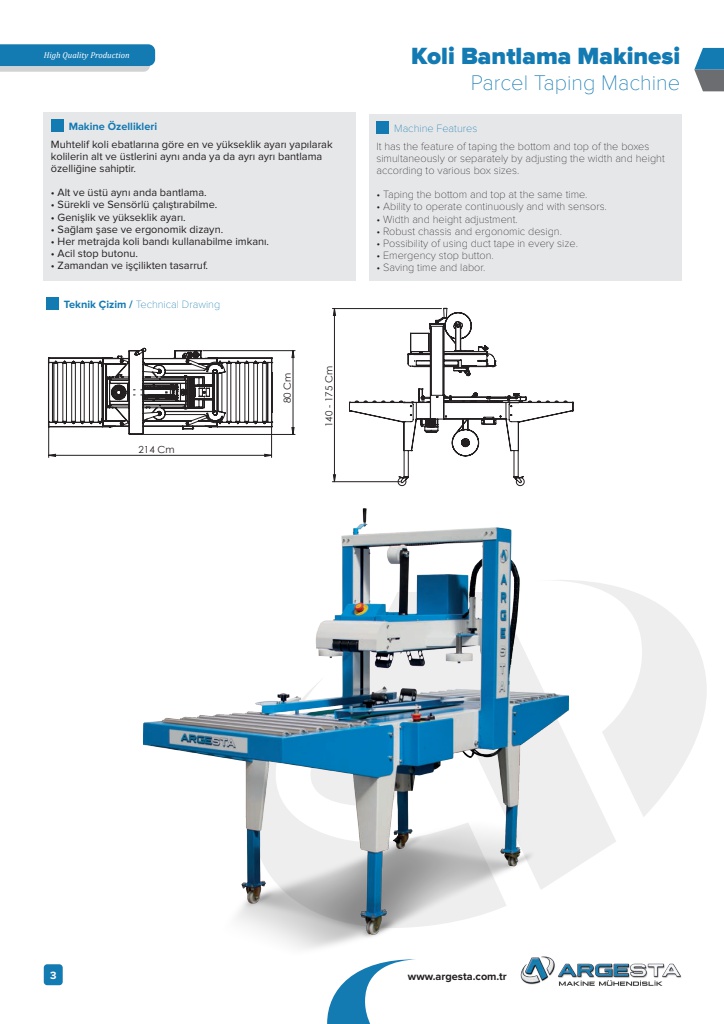 High Quality Production
Koli Bantlama Makinesi
Parcel Taping Machine
Makine Özellikleri
Muhtelif koli ebatlarına göre en ve yükseklik ayarı yapılarak
kolilerin alt ve üstlerini aynı anda ya da ayrı ayrı bantlama
özelliğine sahiptir.
• Alt ve üstü aynı anda bantlama.
• Sürekli ve Sensörlü çalıştırabilme.
• Genişlik ve yükseklik ayarı.
• Sağlam şase ve ergonomik dizayn.
• Her metrajda koli bandı kullanabilme imkanı.
• Acil stop butonu.
• Zamandan ve işçilikten tasarruf.
Machine Features
It has the feature of taping the bottom and top of the boxes
simultaneously or separately by adjusting the width and height
according to various box sizes.
• Taping the bottom and top at the same time.
• Ability to operate continuously and with sensors.
• Width and height adjustment.
• Robust chassis and ergonomic design.
• Possibility of using duct tape in every size.
• Emergency stop button.
• Saving time and labor.
Teknik Çizim / Technical Drawing
80 Cm
214 Cm
140 - 175 Cm
ARGESTA
ARGESTA
3
www.argesta.com.tr
ARGESTA
MAKİNE MÜHENDİSLİK